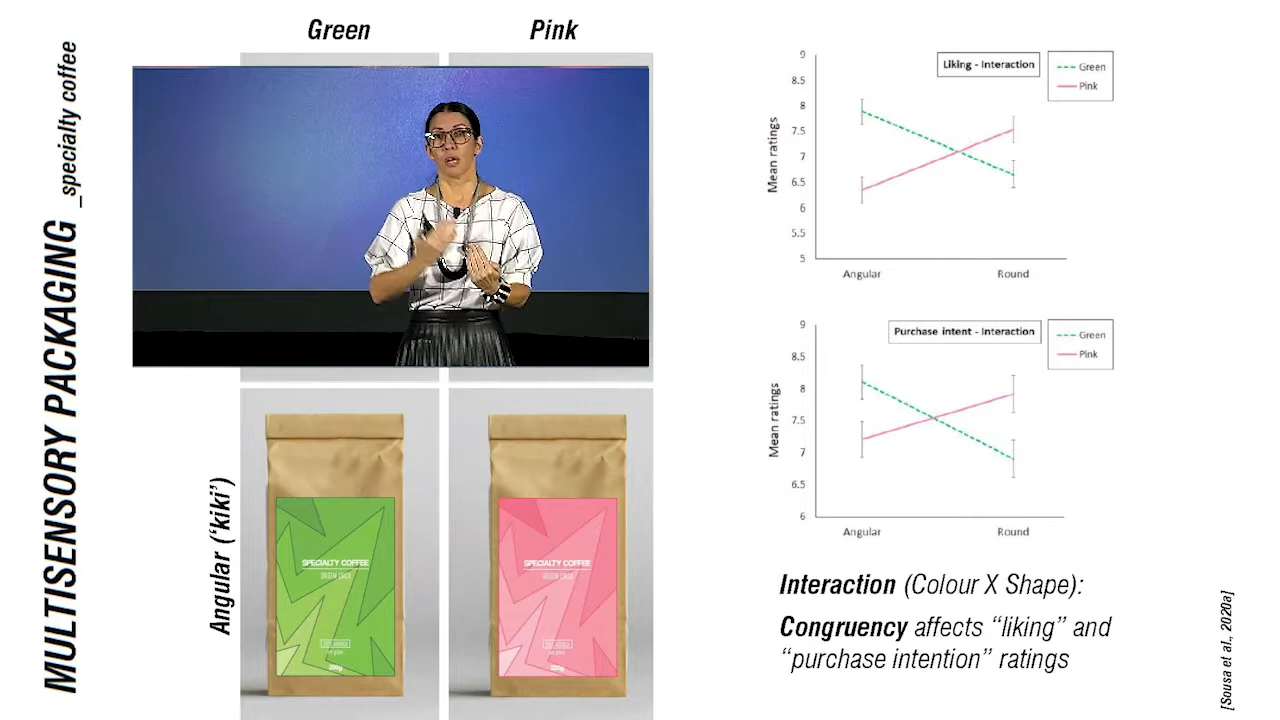 MULTISENSORY PACKAGING _specialty coffee
Green
Pink
Angular (‘kiki’)
SPECIALTY COFFEE
200g
SPECIALTY COFFEE
200g
Liking - Interaction
Green
Pink
Mean ratings
9
8.5
8
7.5
7
6.5
6
5.5
5
Angular
Round
Purchase intent - Interaction
Green
Pink
Mean ratings
9
8.5
8
7.5
7
6.5
6
Angular
Round
Interaction (Colour X Shape):
Congruency affects “liking” and
“purchase intention” ratings
[Sousa et al., 2020a]